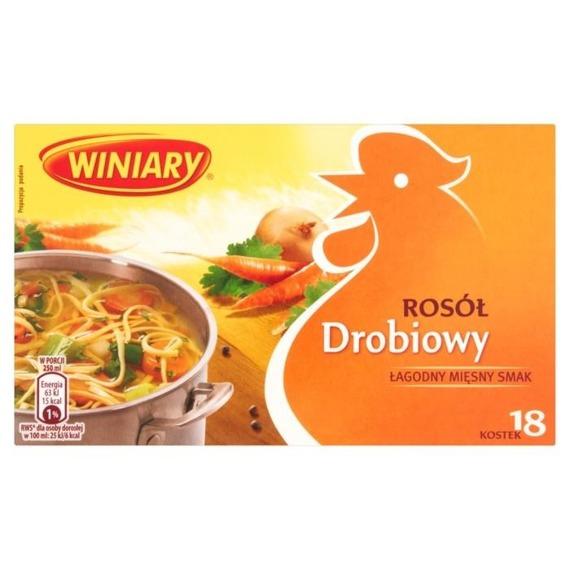 WINIARY®
Propozycja podania
ROSÓŁ
Drobiowy
ŁAGODNY MIĘSNY SMAK
18
KOSTEK
W PORCJI
250 ml
Energia
63 kJ
15 kcal
1%
RWS* dla osoby dorosłej
w 100 ml: 25 kJ/6 kcal